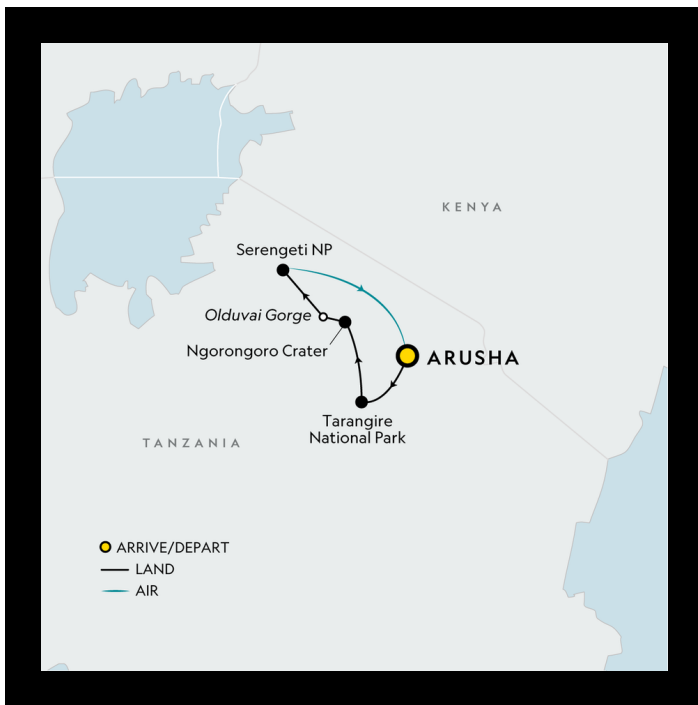 KENYA
Serengeti NP
Olduvai Gorge
Ngorongoro Crater
ARUSHA
Tarangire
National Park
TANZANIA
ARRIVE/DEPART
LAND
AIR